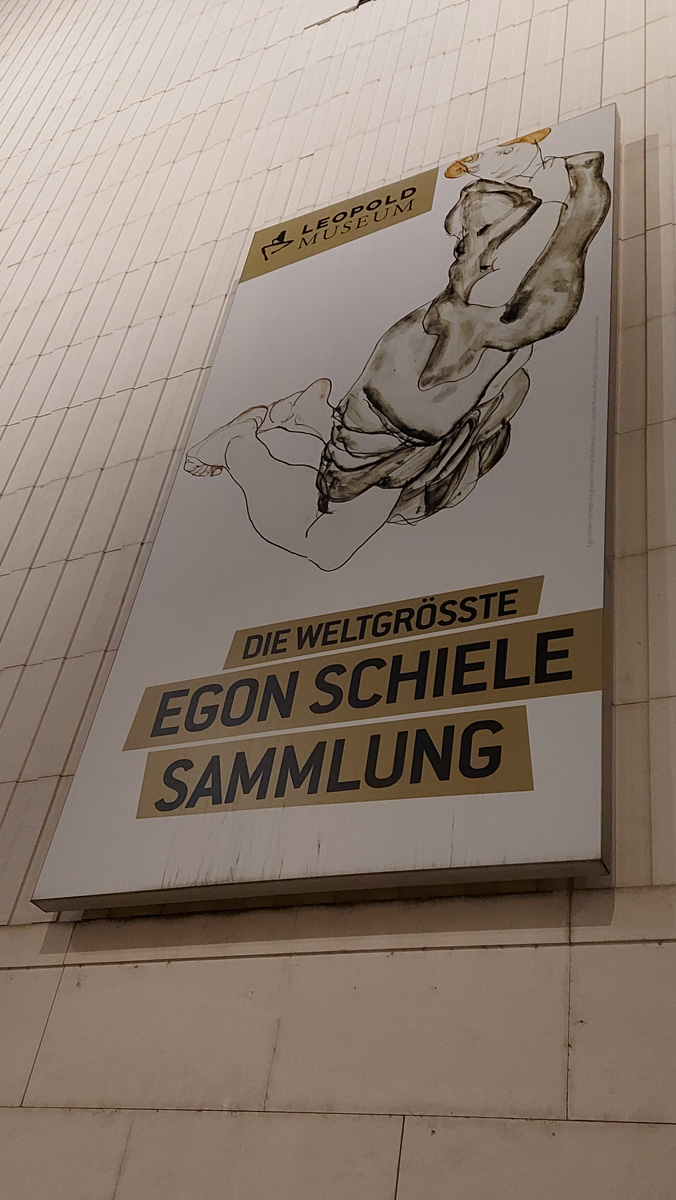 LEOPOLD
MUSEUM
DIE WELTGRÖSSTE
EGON SCHIELE
SAMMLUNG